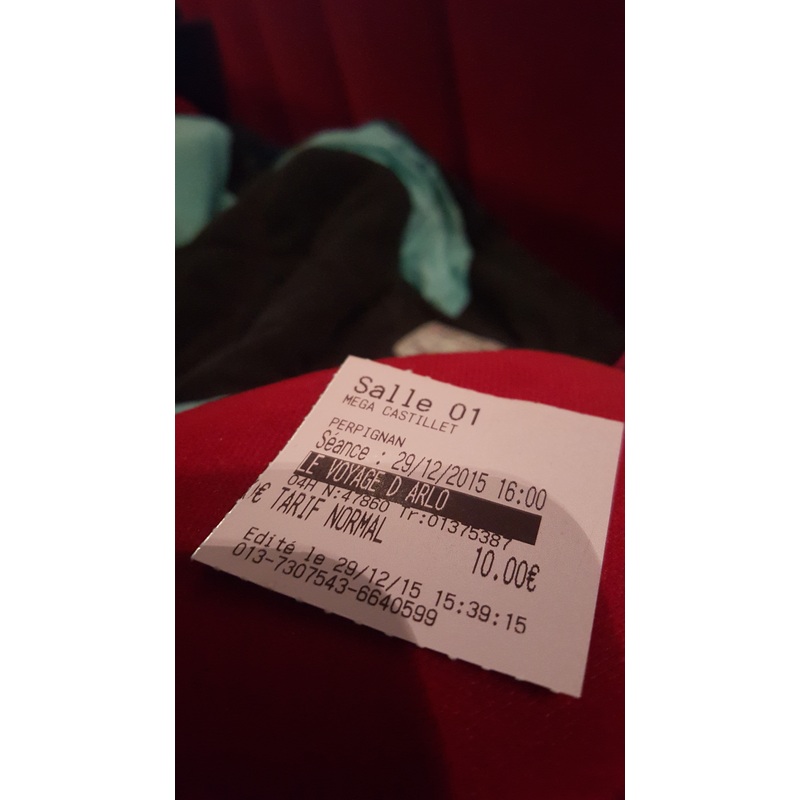 Salle 01
MEGA CASTILLET
PERPIGNAN
Séance : 29/12/2015 16:00
LE VOYAGE D ARLO
04H N:47860 Tr:01375387
€ TARIF NORMAL 10.00€
Edité le 29/12/15 15:39:15
013-7307543-6640599